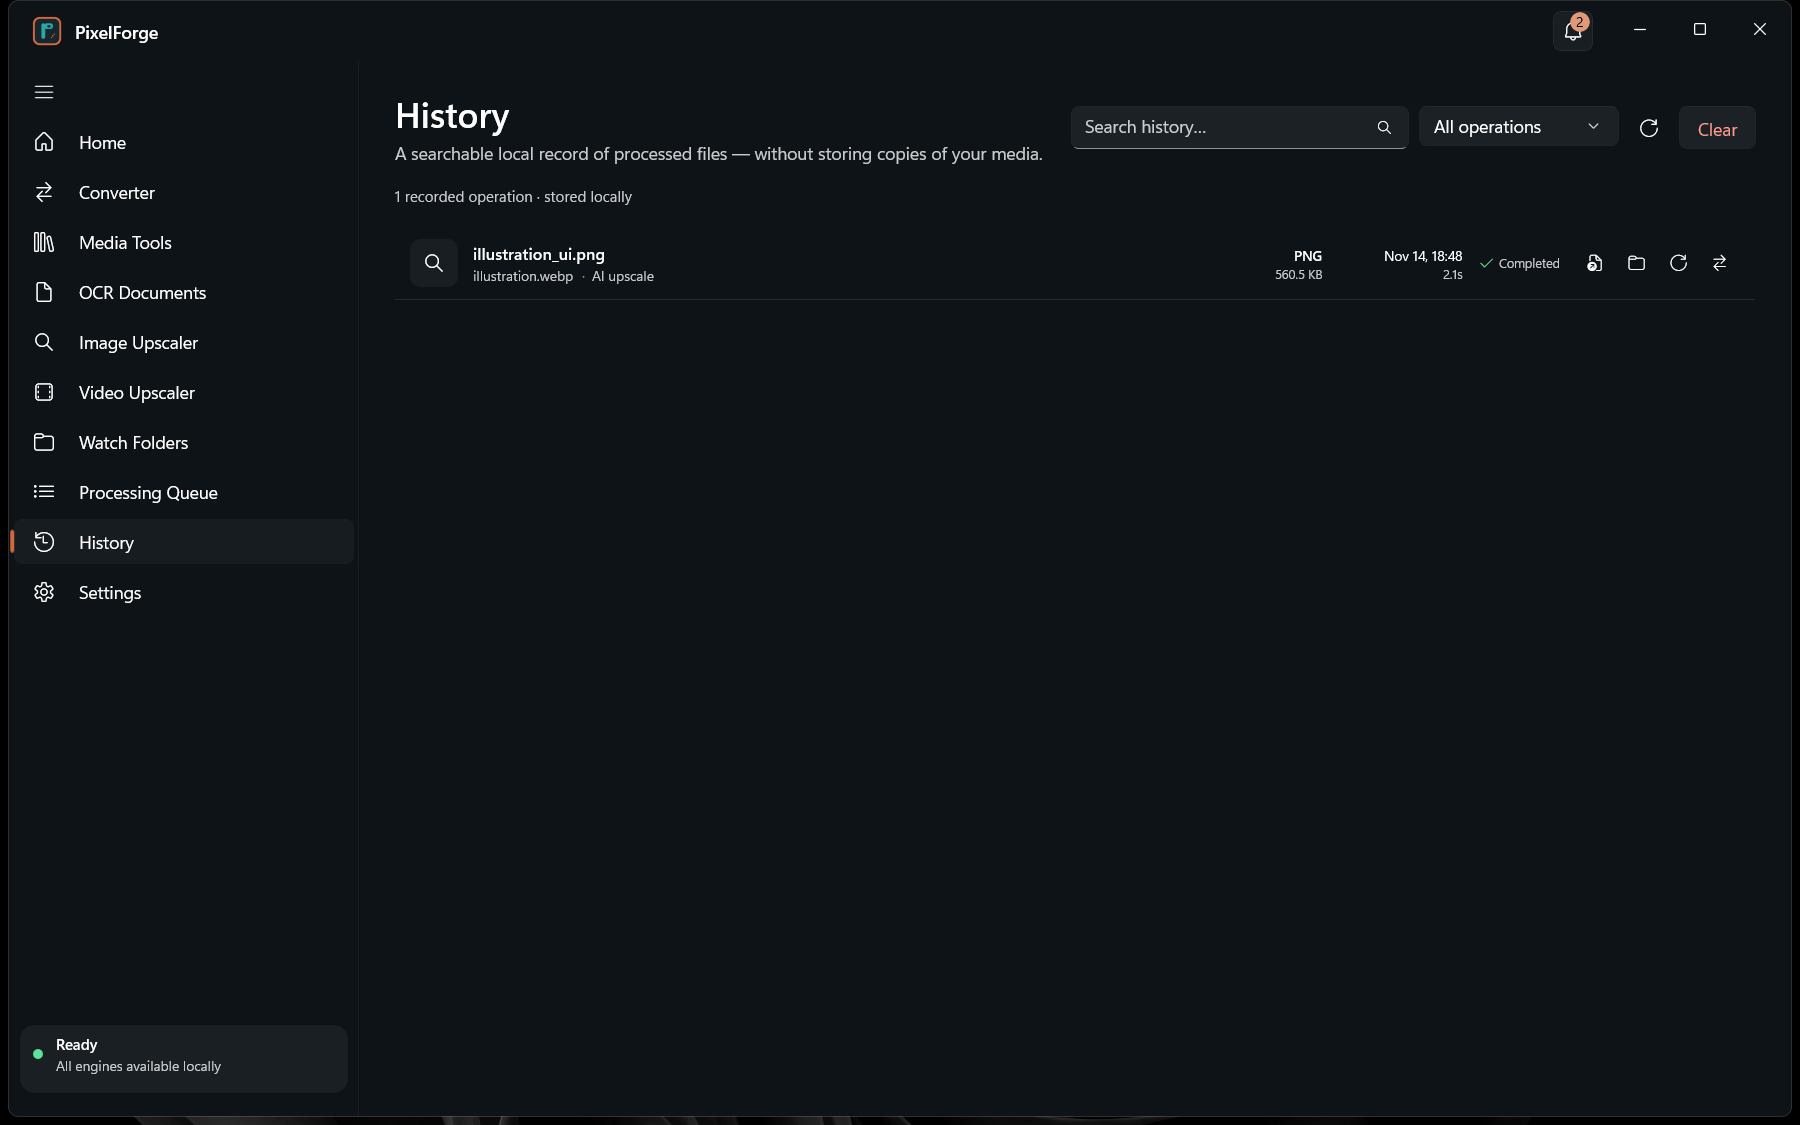 PixelForge
2
Home
Converter
Media Tools
OCR Documents
Image Upscaler
Video Upscaler
Watch Folders
Processing Queue
History
Settings
Ready
All engines available locally
History
A searchable local record of processed files — without storing copies of your media.
Search history...
All operations
Clear
1 recorded operation · stored locally
illustration_ui.png
illustration.webp · AI upscale
PNG
560.5 KB
Nov 14, 18:48
2.1s
Completed